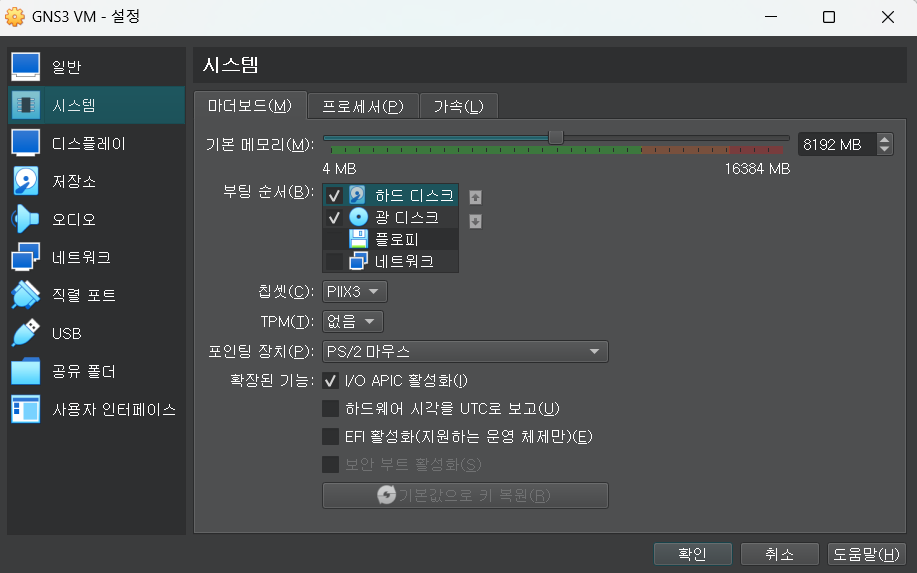 GNS3 VM - 설정
일반
시스템
디스플레이
저장소
오디오
네트워크
직렬 포트
USB
공유 폴더
사용자 인터페이스
시스템
마더보드(M) 프로세서(P) 가속(L)
기본 메모리(M): 8192 MB
4 MB 16384 MB
부팅 순서(B): 하드 디스크
광 디스크
플로피
네트워크
칩셋(C): PIIX3
TPM(T): 없음
포인팅 장치(P): PS/2 마우스
확장된 기능: I/O APIC 활성화(I)
하드웨어 시각을 UTC로 보고(U)
EFI 활성화(지원하는 운영 체제만)(E)
보안 부트 활성화(S)
기본값으로 키 복원(R)
확인 취소 도움말(H)